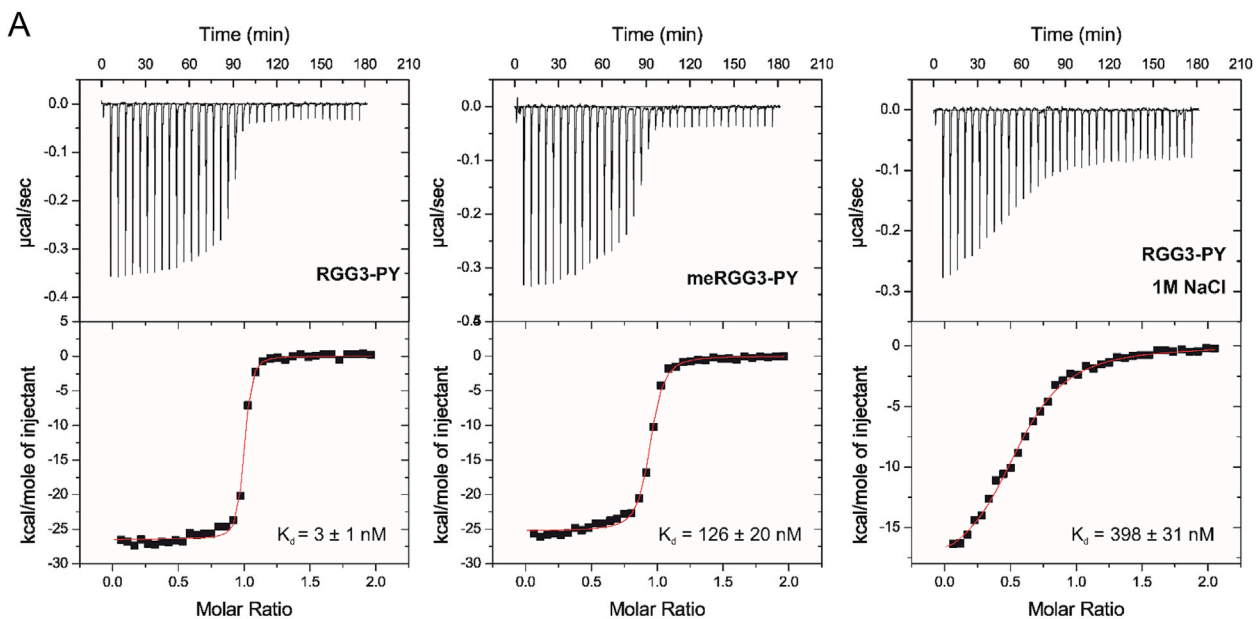 A
Time (min)
0 30 60 90 120 150 180 210
0.0
-0.1
-0.2
-0.3
-0.4
µcal/sec
RGG3-PY
5
0
-5
-10
-15
-20
-25
-30
kcal/mole of injectant
K_d = 3 ± 1 nM
0.0 0.5 1.0 1.5 2.0
Molar Ratio
Time (min)
0 30 60 90 120 150 180 210
0.0
-0.1
-0.2
-0.3
µcal/sec
meRGG3-PY
0
-5
-10
-15
-20
-25
-30
kcal/mole of injectant
K_d = 126 ± 20 nM
0.0 0.5 1.0 1.5 2.0
Molar Ratio
Time (min)
0 30 60 90 120 150 180 210
0.0
-0.1
-0.2
-0.3
µcal/sec
RGG3-PY
1M NaCl
0
-5
-10
-15
kcal/mole of injectant
K_d = 398 ± 31 nM
0.0 0.5 1.0 1.5 2.0
Molar Ratio